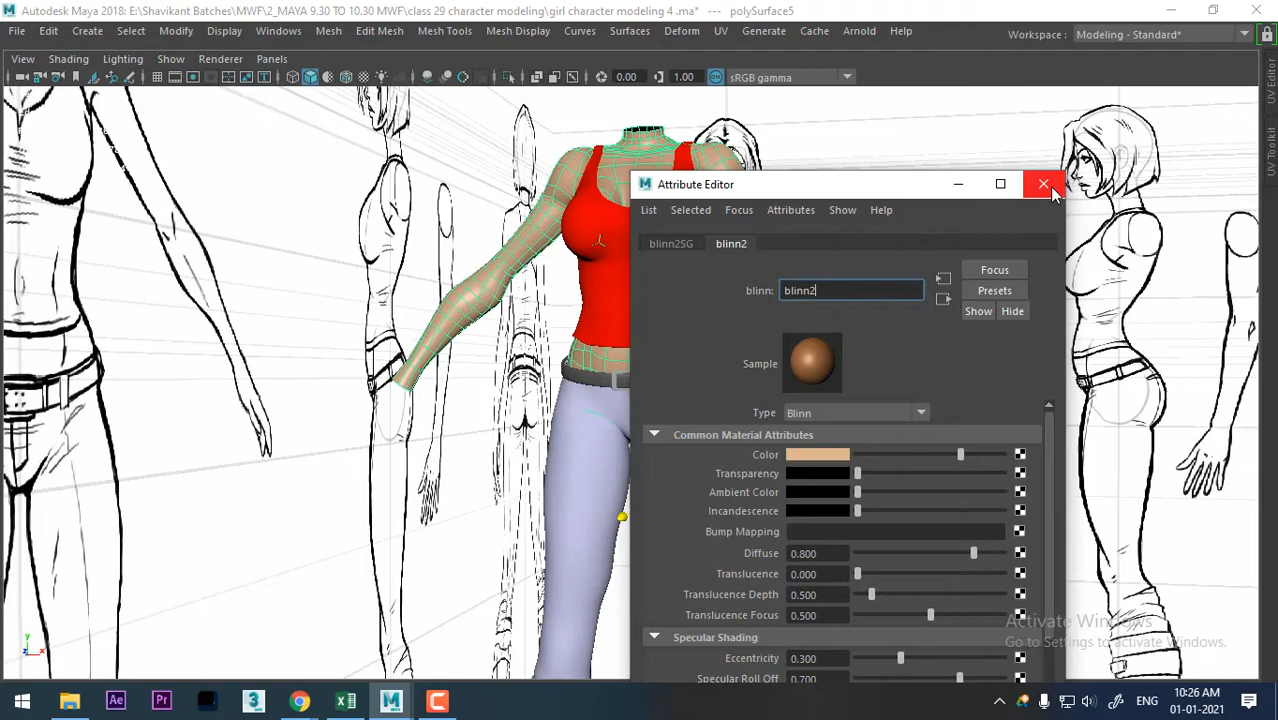 Autodesk Maya 2018: H:\Shavikant Batches\MWF\2_MAYA 9.30 TO 10.30 MWF\class 29 character modeling\girl character modeling 4 .ma* --- polySurface5
File Edit Create Select Modify Display Windows Mesh Edit Mesh Mesh Tools Mesh Display Curves Surfaces Deform UV Generate Cache Arnold Help
Workspace : Modeling - Standard*
View Shading Lighting Show Renderer Panels
0.00 1.00 ON sRGB gamma
UV Editor
UV Toolkit
Attribute Editor
List Selected Focus Attributes Show Help
blinn2SG blinn2
blinn: blinn2
Focus
Presets
Show Hide
Sample
Type Blinn
Common Material Attributes
Color
Transparency
Ambient Color
Incandescence
Bump Mapping
Diffuse 0.800
Translucence 0.000
Translucence Depth 0.500
Translucence Focus 0.500
Specular Shading
Eccentricity 0.300
Specular Roll Off 0.700
Activate Windows
Go to Settings to activate Windows.
y
z x
Ae Pr 3 X M C
ENG
10:26 AM
01-01-2021